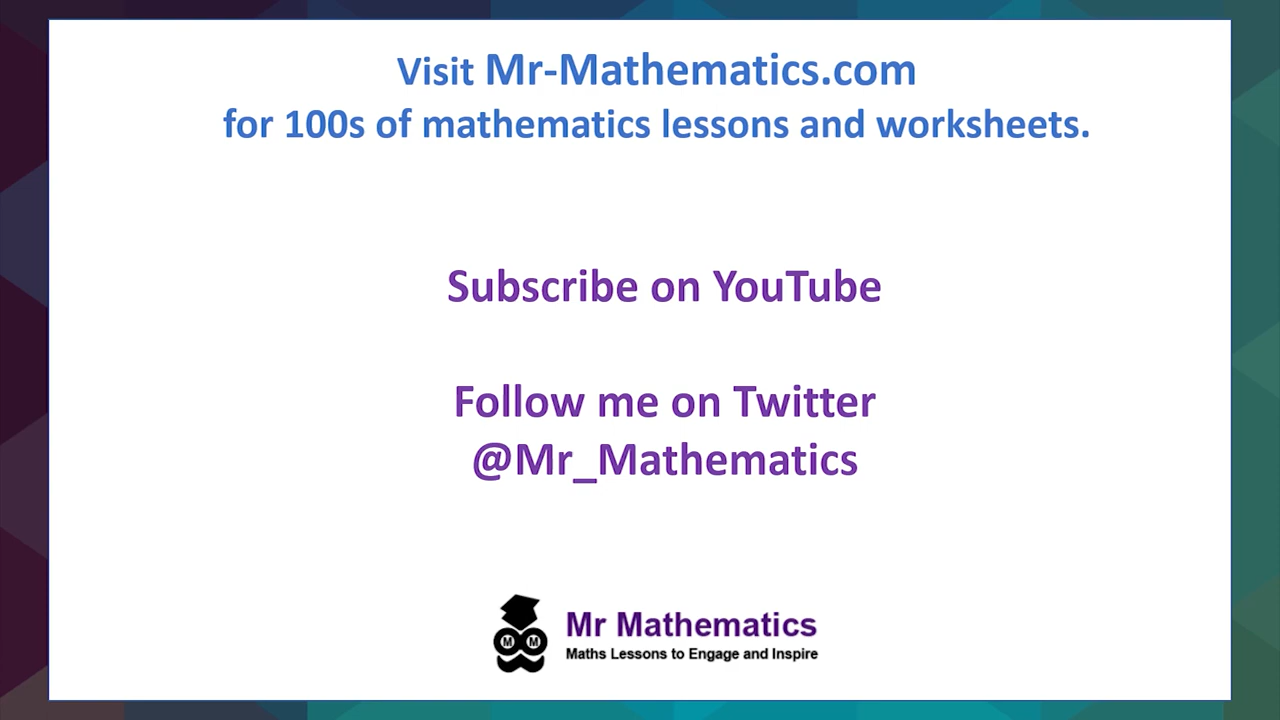 Visit Mr-Mathematics.com
for 100s of mathematics lessons and worksheets.
Subscribe on YouTube
Follow me on Twitter
@Mr_Mathematics
M M
Mr Mathematics
Maths Lessons to Engage and Inspire